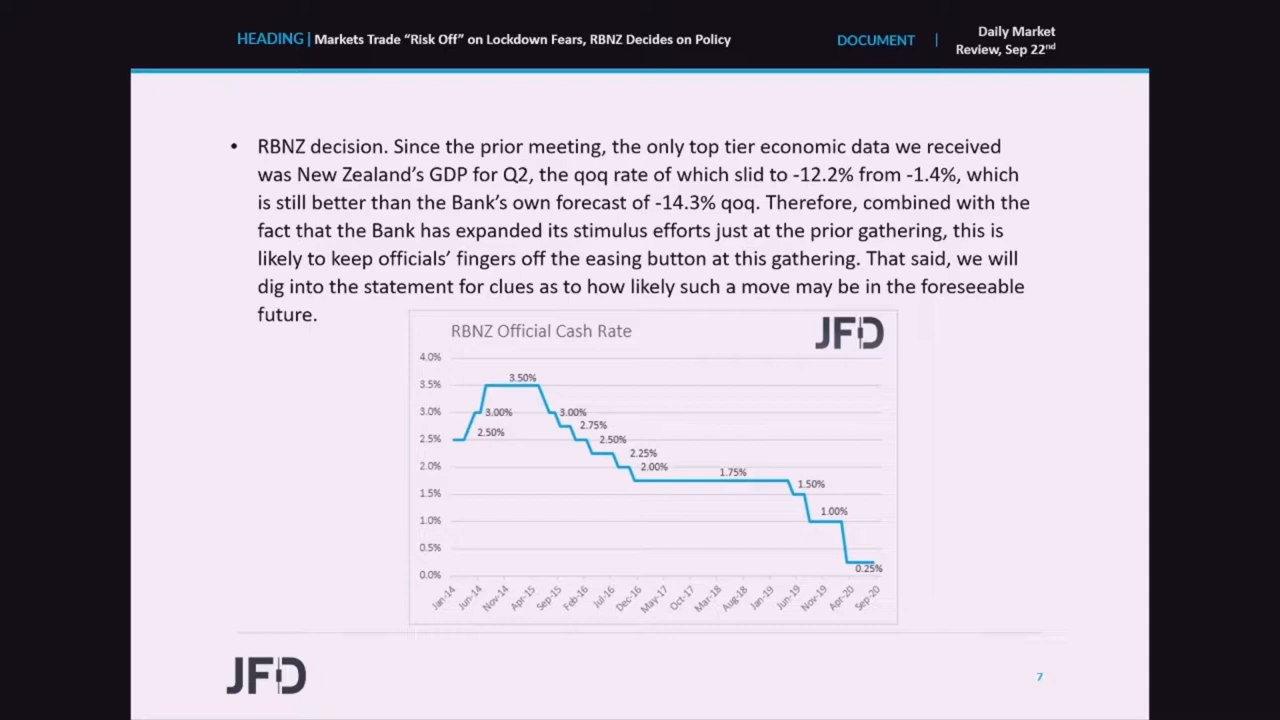 HEADING | Markets Trade “Risk Off” on Lockdown Fears, RBNZ Decides on Policy
DOCUMENT | Daily Market
Review, Sep 22nd
• RBNZ decision. Since the prior meeting, the only top tier economic data we received
was New Zealand’s GDP for Q2, the qoq rate of which slid to -12.2% from -1.4%, which
is still better than the Bank’s own forecast of -14.3% qoq. Therefore, combined with the
fact that the Bank has expanded its stimulus efforts just at the prior gathering, this is
likely to keep officials’ fingers off the easing button at this gathering. That said, we will
dig into the statement for clues as to how likely such a move may be in the foreseeable
future.
RBNZ Official Cash Rate
JFD
4.0%
3.5%
3.0%
2.5%
2.0%
1.5%
1.0%
0.5%
0.0%
3.50%
3.00%
2.50%
3.00%
2.75%
2.50%
2.25%
2.00%
1.75%
1.50%
1.00%
0.25%
Jan-14
Jun-14
Nov-14
Apr-15
Sep-15
Feb-16
Jul-16
Dec-16
May-17
Oct-17
Mar-18
Aug-18
Jan-19
Jun-19
Nov-19
Apr-20
Sep-20
JFD
7